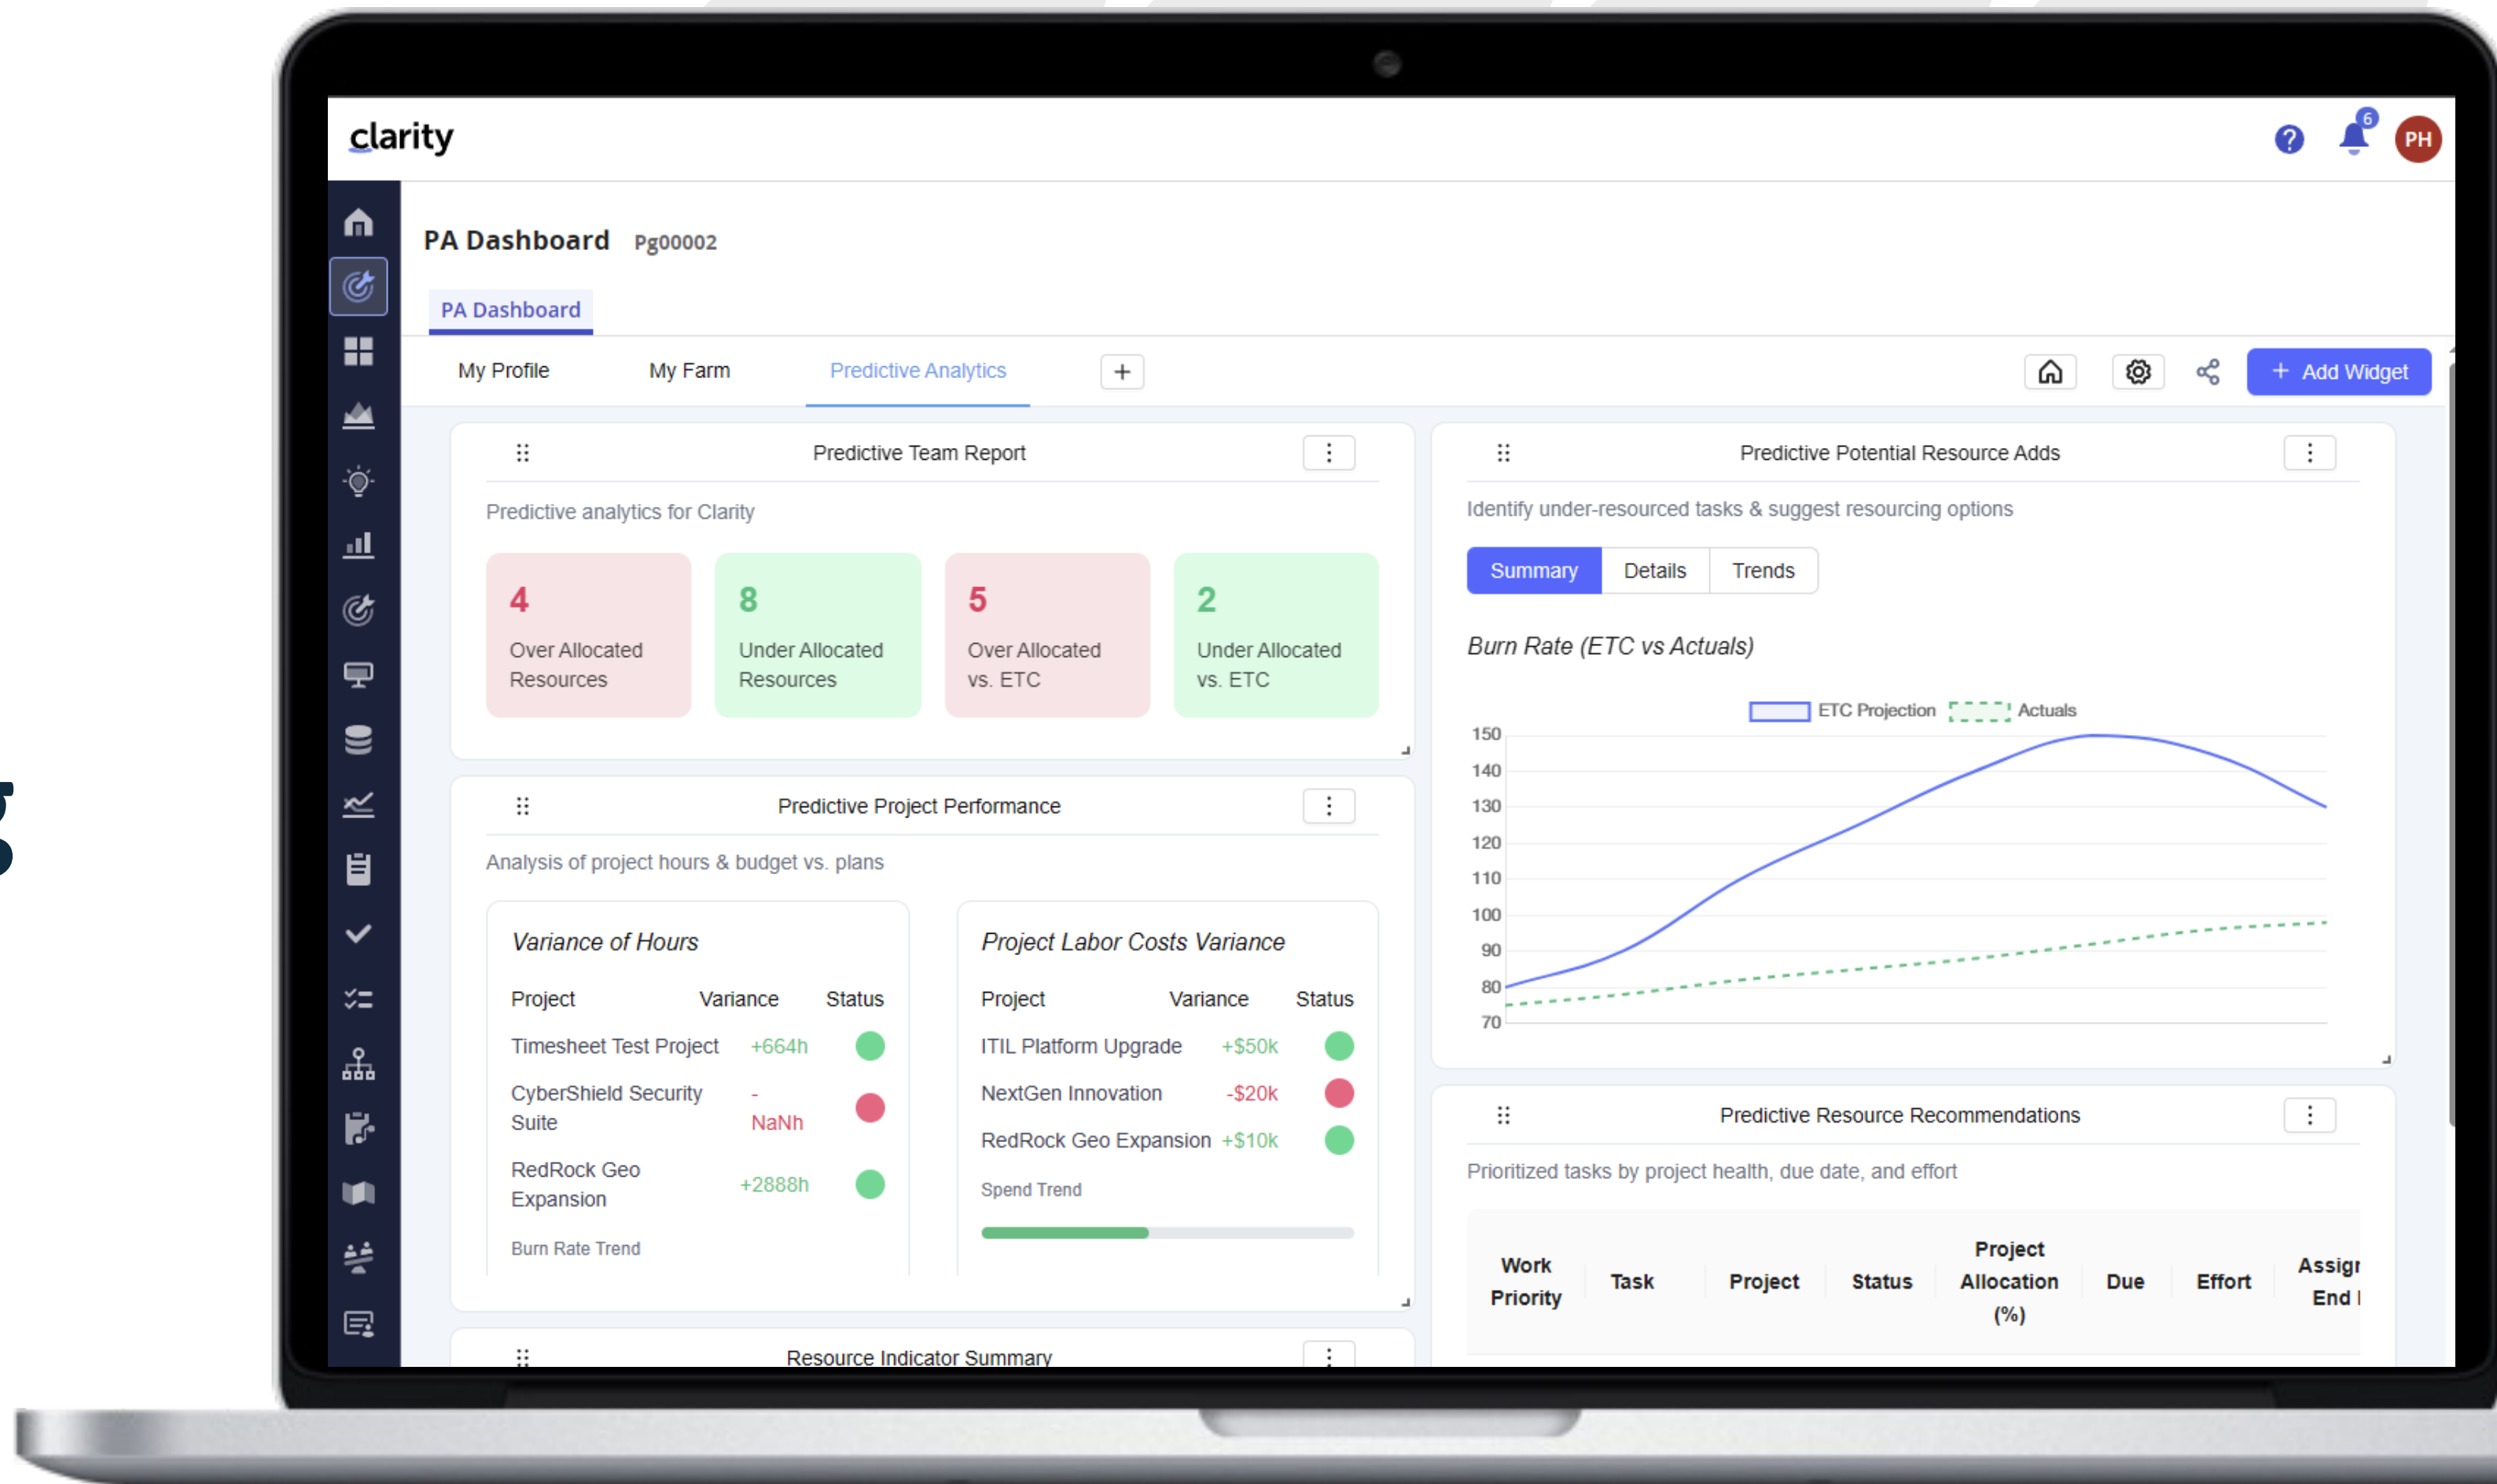 clarity
6
PH
PA Dashboard Pg00002
PA Dashboard
My Profile My Farm Predictive Analytics +
+ Add Widget
Predictive Team Report
Predictive analytics for Clarity
4
Over Allocated
Resources
8
Under Allocated
Resources
5
Over Allocated
vs. ETC
2
Under Allocated
vs. ETC
Predictive Project Performance
Analysis of project hours & budget vs. plans
Variance of Hours
Project Variance Status
Timesheet Test Project +664h
CyberShield Security
Suite
-
NaNh
RedRock Geo
Expansion
+2888h
Burn Rate Trend
Project Labor Costs Variance
Project Variance Status
ITIL Platform Upgrade +$50k
NextGen Innovation -$20k
RedRock Geo Expansion +$10k
Spend Trend
Resource Indicator Summary
Predictive Potential Resource Adds
Identify under-resourced tasks & suggest resourcing options
Summary Details Trends
Burn Rate (ETC vs Actuals)
ETC Projection Actuals
150
140
130
120
110
100
90
80
70
Predictive Resource Recommendations
Prioritized tasks by project health, due date, and effort
Work
Priority
Task
Project
Status
Project
Allocation
(%)
Due
Effort
End